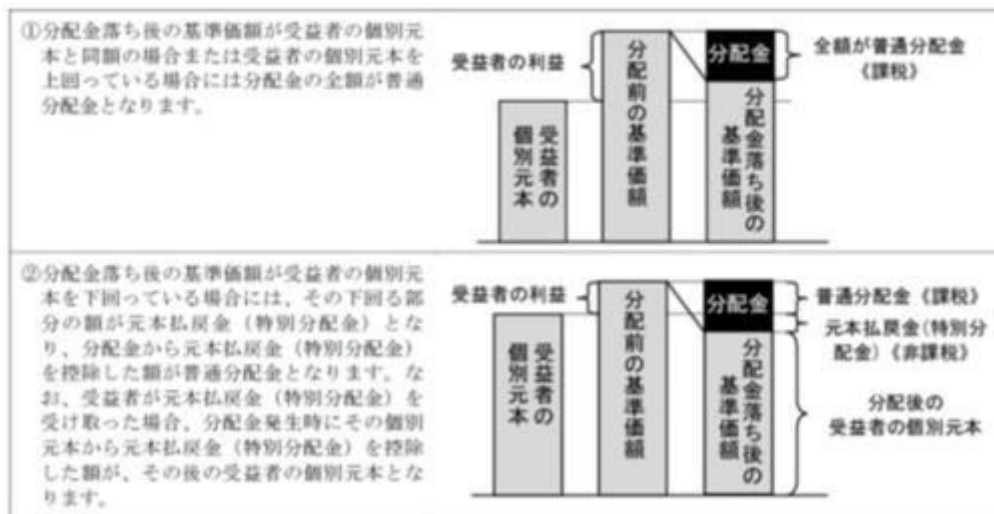 ①分配金落ち後の基準価額が受益者の個別元
本と同額の場合または受益者の個別元本を
上回っている場合には分配金の全額が普通
分配金となります。
受益者の利益
受益者の
個別元本
分配前の基準価額
分配金
分配金落ち後の
基準価額
全額が普通分配金
《課税》
②分配金落ち後の基準価額が受益者の個別元
本を下回っている場合には、その下回る部
分の額が元本払戻金（特別分配金）とな
り、分配金から元本払戻金（特別分配金）
を控除した額が普通分配金となります。な
お、受益者が元本払戻金（特別分配金）を
受け取った場合、分配金発生時にその個別
元本から元本払戻金（特別分配金）を控除
した額が、その後の受益者の個別元本とな
ります。
受益者の利益
受益者の
個別元本
分配前の基準価額
分配金
分配金落ち後の
基準価額
普通分配金《課税》
元本払戻金(特別分
配金)《非課税》
分配後の
受益者の個別元本